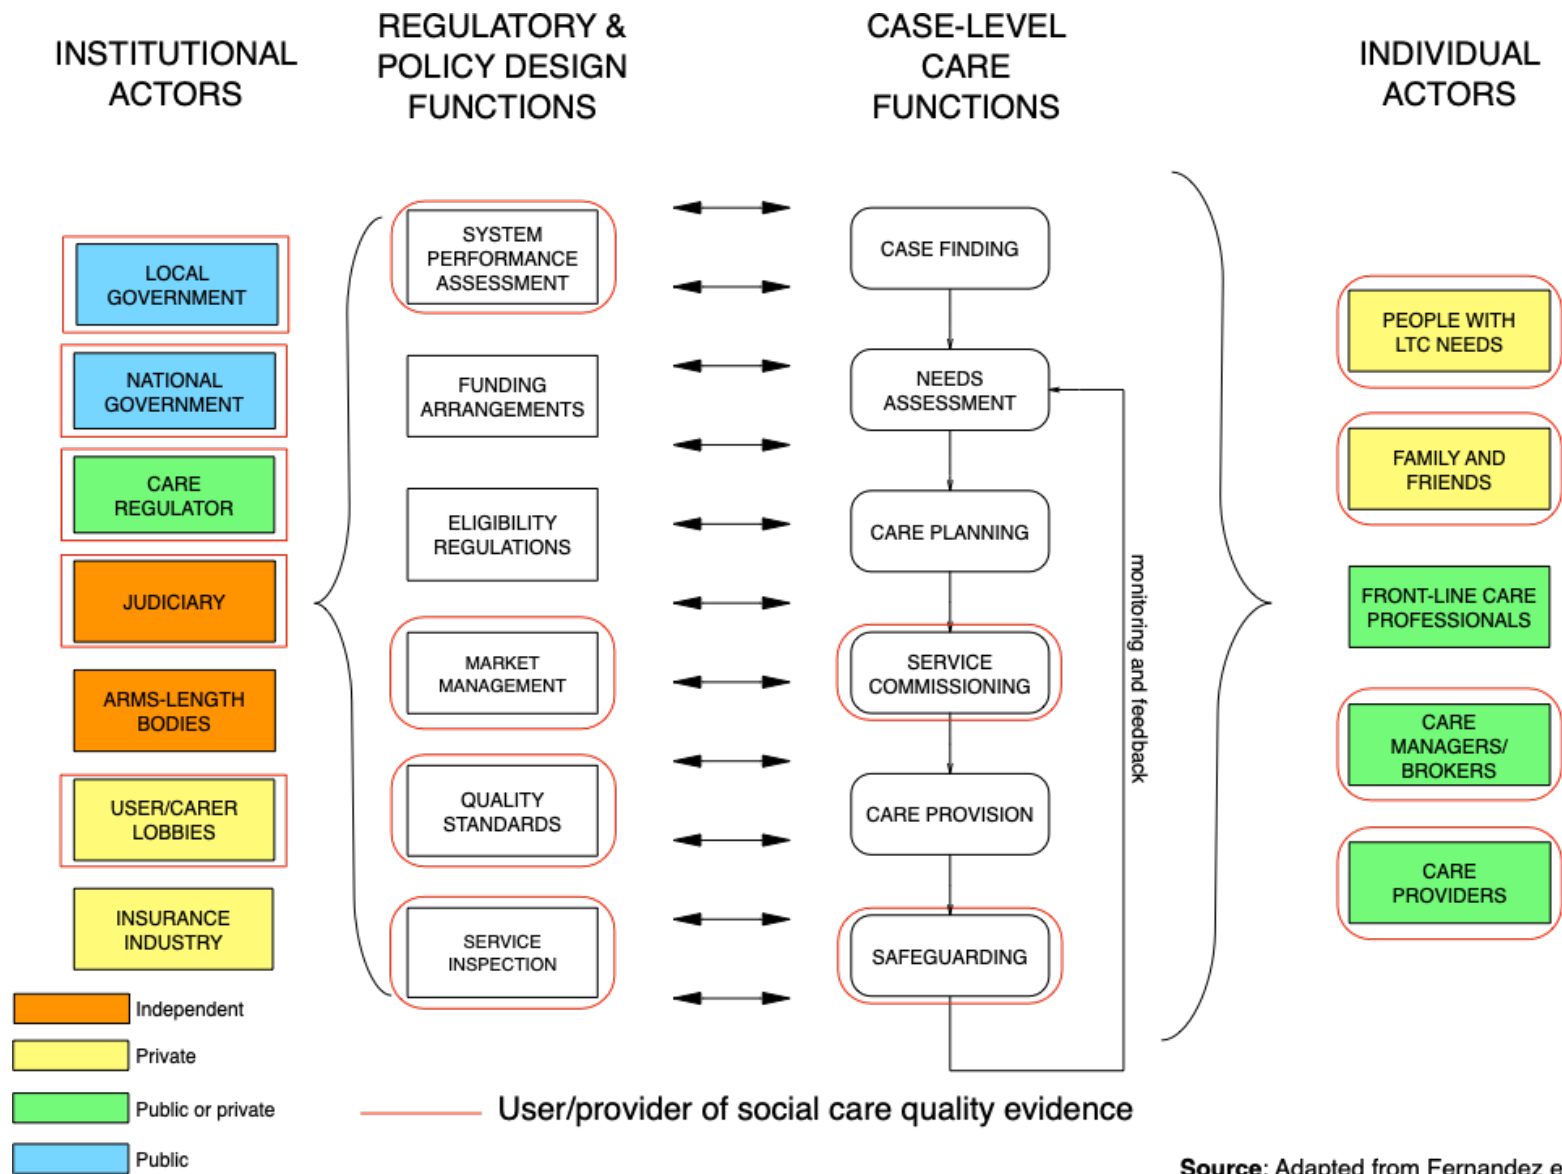 INSTITUTIONAL
ACTORS
REGULATORY &
POLICY DESIGN
FUNCTIONS
CASE-LEVEL
CARE
FUNCTIONS
INDIVIDUAL
ACTORS
LOCAL
GOVERNMENT
NATIONAL
GOVERNMENT
CARE
REGULATOR
JUDICIARY
ARMS-LENGTH
BODIES
USER/CARER
LOBBIES
INSURANCE
INDUSTRY
SYSTEM
PERFORMANCE
ASSESSMENT
FUNDING
ARRANGEMENTS
ELIGIBILITY
REGULATIONS
MARKET
MANAGEMENT
QUALITY
STANDARDS
SERVICE
INSPECTION
CASE FINDING
NEEDS
ASSESSMENT
CARE PLANNING
SERVICE
COMMISSIONING
CARE PROVISION
SAFEGUARDING
monitoring and feedback
PEOPLE WITH
LTC NEEDS
FAMILY AND
FRIENDS
FRONT-LINE CARE
PROFESSIONALS
CARE
MANAGERS/
BROKERS
CARE
PROVIDERS
Independent
Private
Public or private
Public
User/provider of social care quality evidence
Source: Adapted from Fernandez e